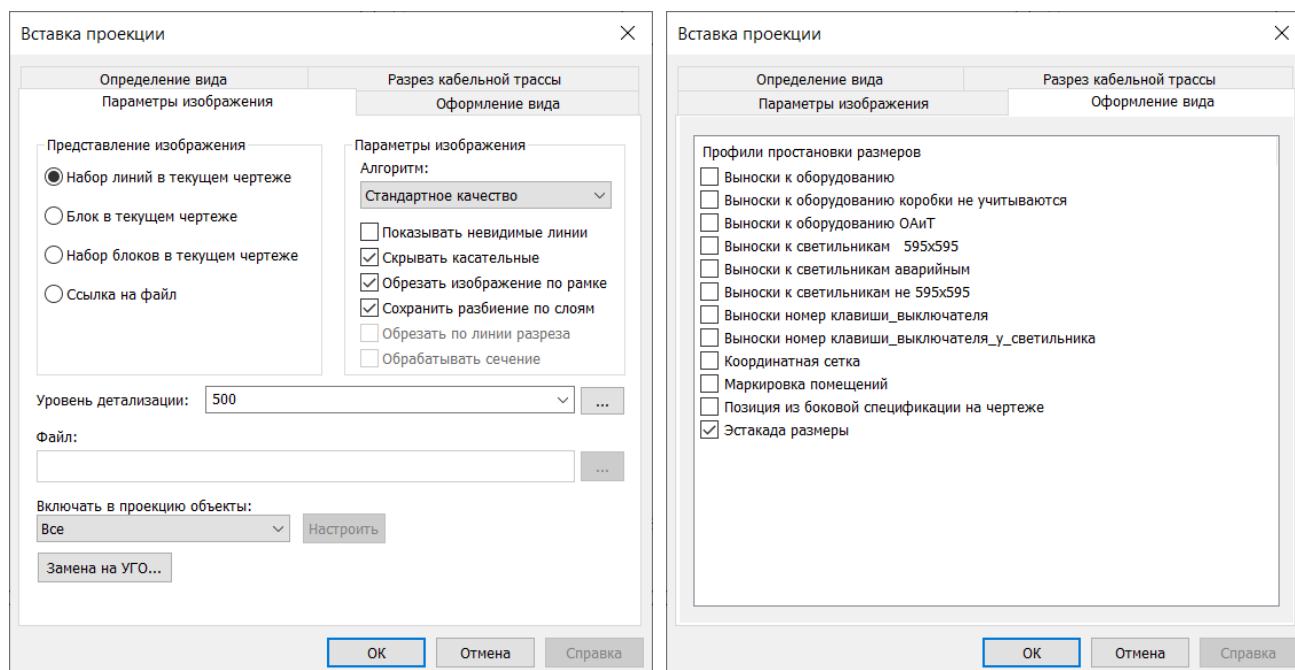 Вставка проекции
Определение вида
Разрез кабельной трассы
Параметры изображения
Оформление вида
Представление изображения
Набор линий в текущем чертеже
Блок в текущем чертеже
Набор блоков в текущем чертеже
Ссылка на файл
Параметры изображения
Алгоритм:
Стандартное качество
Показывать невидимые линии
Скрывать касательные
Обрезать изображение по рамке
Сохранить разбиение по слоям
Обрезать по линии разреза
Обрабатывать сечение
Уровень детализации:
500
...
Файл:
...
Включать в проекцию объекты:
Все
Настроить
Замена на УГО...
ОК
Отмена
Справка
Вставка проекции
Определение вида
Разрез кабельной трассы
Параметры изображения
Оформление вида
Профили простановки размеров
Выноски к оборудованию
Выноски к оборудованию коробки не учитываются
Выноски к оборудованию ОАиТ
Выноски к светильникам 595х595
Выноски к светильникам аварийным
Выноски к светильникам не 595х595
Выноски номер клавиши_выключателя
Выноски номер клавиши_выключателя_у_светильника
Координатная сетка
Маркировка помещений
Позиция из боковой спецификации на чертеже
Эстакада размеры
ОК
Отмена
Справка